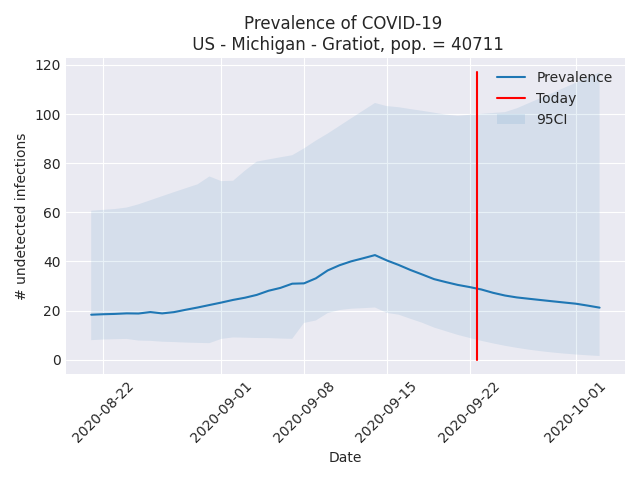 Prevalence of COVID-19
US - Michigan - Gratiot, pop. = 40711
120
100
80
60
40
20
0
# undetected infections
Prevalence
Today
95CI
2020-08-22
2020-09-01
2020-09-08
2020-09-15
2020-09-22
2020-10-01
Date